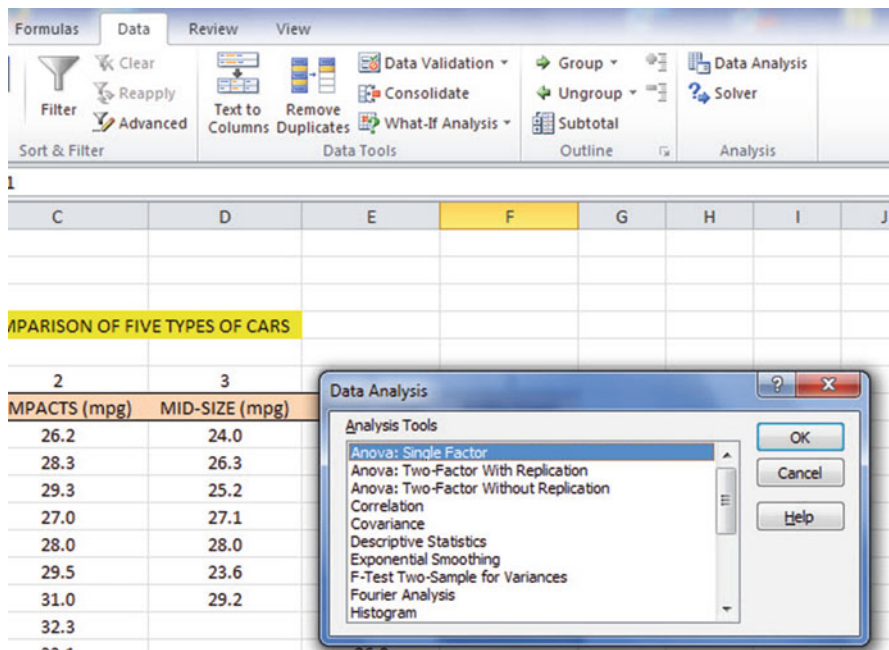 Formulas Data Review View
Clear
Reapply
Advanced
Filter
Sort & Filter
Text to Columns
Remove Duplicates
Data Validation
Consolidate
What-If Analysis
Data Tools
Group
Ungroup
Subtotal
Outline
Data Analysis
Solver
Analysis
1
C D E F G H I J
MPARISON OF FIVE TYPES OF CARS
2 3
MPACTS (mpg) MID-SIZE (mpg)
26.2 24.0
28.3 26.3
29.3 25.2
27.0 27.1
28.0 28.0
29.5 23.6
31.0 29.2
32.3
Data Analysis
?
X
Analysis Tools
Anova: Single Factor
Anova: Two-Factor With Replication
Anova: Two-Factor Without Replication
Correlation
Covariance
Descriptive Statistics
Exponential Smoothing
F-Test Two-Sample for Variances
Fourier Analysis
Histogram
OK
Cancel
Help